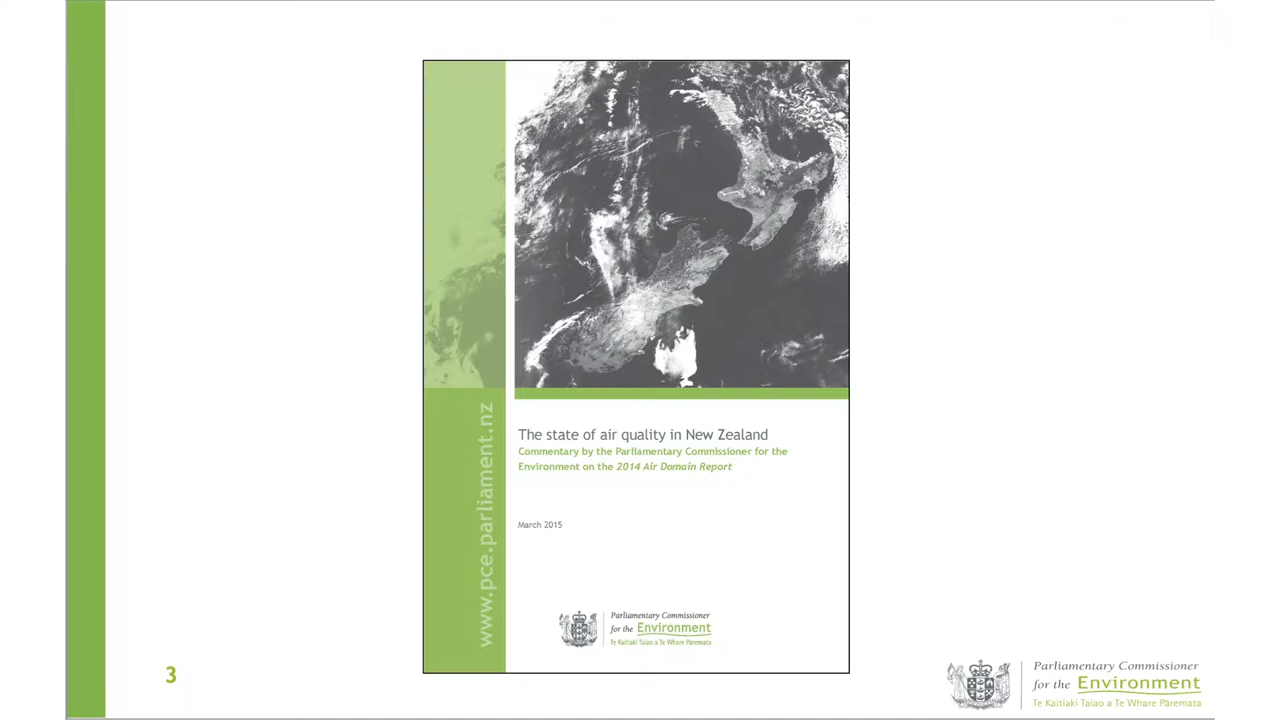 www.pce.parliament.nz
The state of air quality in New Zealand
Commentary by the Parliamentary Commissioner for the
Environment on the 2014 Air Domain Report
March 2015
Parliamentary Commissioner
for the Environment
Te Kaitiaki Taiao a Te Whare Pāremata
3
Parliamentary Commissioner
for the Environment
Te Kaitiaki Taiao a Te Whare Pāremata